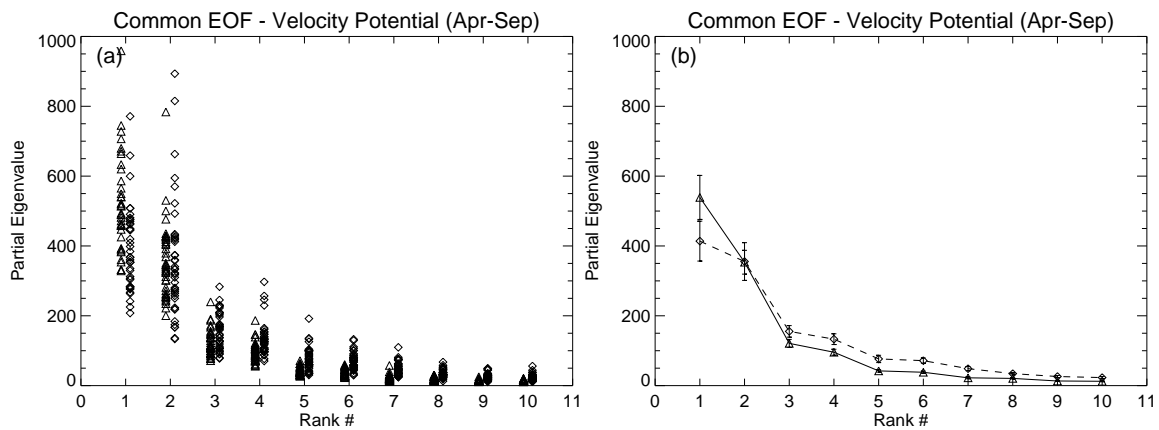 Common EOF - Velocity Potential (Apr-Sep)
(a)
Partial Eigenvalue
1000
800
600
400
200
0
0 1 2 3 4 5 6 7 8 9 10 11
Rank #
Common EOF - Velocity Potential (Apr-Sep)
(b)
Partial Eigenvalue
1000
800
600
400
200
0
0 1 2 3 4 5 6 7 8 9 10 11
Rank #